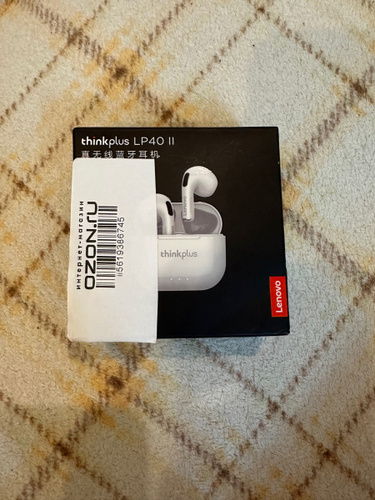 thinkplus LP40 II
真无线蓝牙耳机
интернет-магазин
OZON.ru
ii5619386745
thinkplus
Lenovo